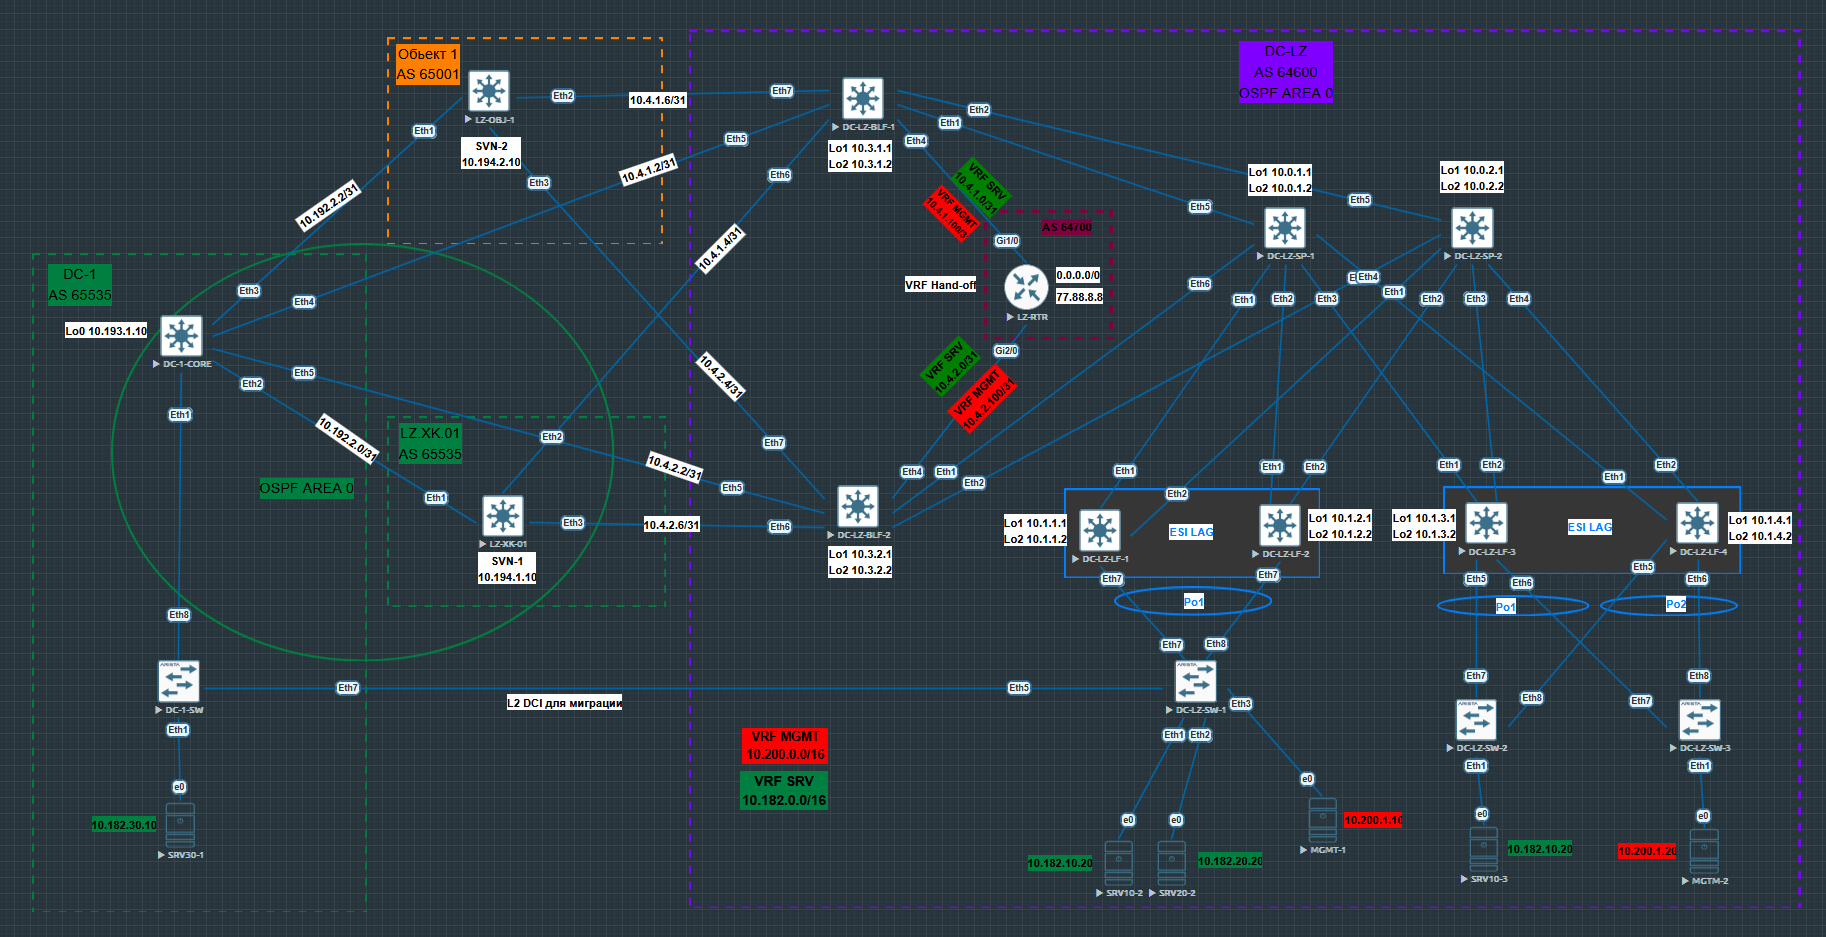 Объект 1
AS 65001
LZ-OBJ-1
Eth2
10.4.1.6/31
Eth7
Eth1
SVN-2
10.194.2.10
Eth3
10.192.2.2/31
10.4.1.2/31
Eth5
Eth6
DC-LZ-BLF-1
Lo1 10.3.1.1
Lo2 10.3.1.2
Eth2
Eth1
Eth4
DC-LZ
AS 64600
OSPF AREA 0
VRF SRV
10.4.1.0/31
VRF MGMT
10.4.1.100/3
AS 64700
Gi1/0
VRF Hand-off
0.0.0.0/0
77.88.8.8
LZ-RTR
Gi2/0
VRF SRV
10.4.2.0/31
VRF MGMT
10.4.2.100/31
Lo1 10.0.1.1
Lo2 10.0.1.2
Lo1 10.0.2.1
Lo2 10.0.2.2
Eth5
Eth5
DC-LZ-SP-1
DC-LZ-SP-2
Eth6
Eth1
Eth2
Eth3
Eth4
Eth1
Eth2
Eth3
Eth4
DC-1
AS 65535
Lo0 10.193.1.10
DC-1-CORE
Eth3
Eth4
Eth5
Eth2
Eth1
10.4.1.4/31
10.4.2.4/31
10.192.2.0/31
LZ.XK.01
AS 65535
OSPF AREA 0
Eth2
Eth1
Eth3
LZ-XK-01
SVN-1
10.194.1.10
10.4.2.2/31
10.4.2.6/31
Eth7
Eth5
Eth6
Eth4
Eth1
Eth2
DC-LZ-BLF-2
Lo1 10.3.2.1
Lo2 10.3.2.2
Eth1
Eth2
Eth1
Eth2
Eth1
Eth2
Eth1
Eth2
Lo1 10.1.1.1
Lo2 10.1.1.2
ESI LAG
Lo1 10.1.2.1
Lo2 10.1.2.2
DC-LZ-LF-1
DC-LZ-LF-2
Lo1 10.1.3.1
Lo2 10.1.3.2
ESI LAG
Lo1 10.1.4.1
Lo2 10.1.4.2
DC-LZ-LF-3
DC-LZ-LF-4
Eth7
Eth7
Po1
Eth5
Eth6
Eth5
Eth6
Po1
Po2
Eth8
ARISTA
DC-1-SW
Eth7
L2 DCI для миграции
Eth5
Eth7
Eth8
ARISTA
DC-LZ-SW-1
Eth3
Eth1
Eth2
Eth7
Eth8
Eth7
Eth8
DC-LZ-SW-2
DC-LZ-SW-3
Eth1
Eth1
Eth1
e0
10.182.30.10
SRV30-1
VRF MGMT
10.200.0.0/16
VRF SRV
10.182.0.0/16
e0
e0
e0
10.182.10.20
SRV10-2
10.182.20.20
SRV20-2
10.200.1.10
MGMT-1
e0
10.182.10.20
SRV10-3
e0
10.200.1.20
MGTM-2